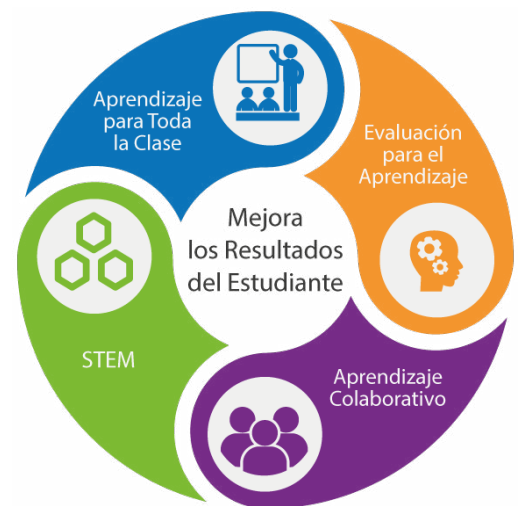 Aprendizaje
para Toda
la Clase
Evaluación
para el
Aprendizaje
Mejora
los Resultados
del Estudiante
STEM
Aprendizaje
Colaborativo